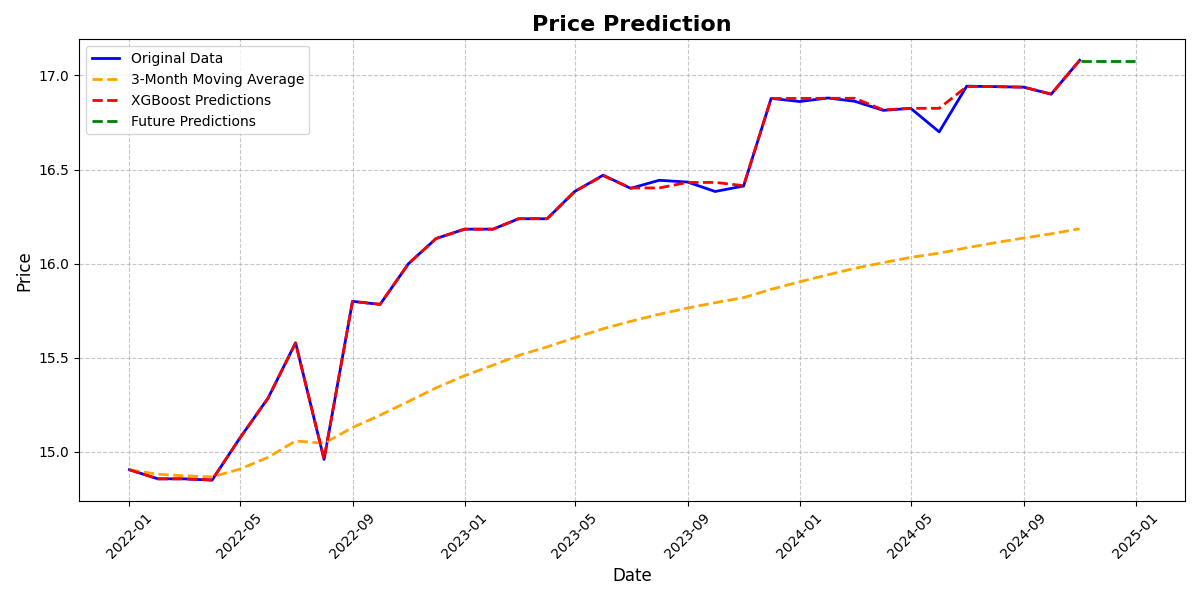 Price Prediction
Original Data
3-Month Moving Average
XGBoost Predictions
Future Predictions
Price
17.0
16.5
16.0
15.5
15.0
2022-01
2022-05
2022-09
2023-01
2023-05
2023-09
2024-01
2024-05
2024-09
2025-01
Date